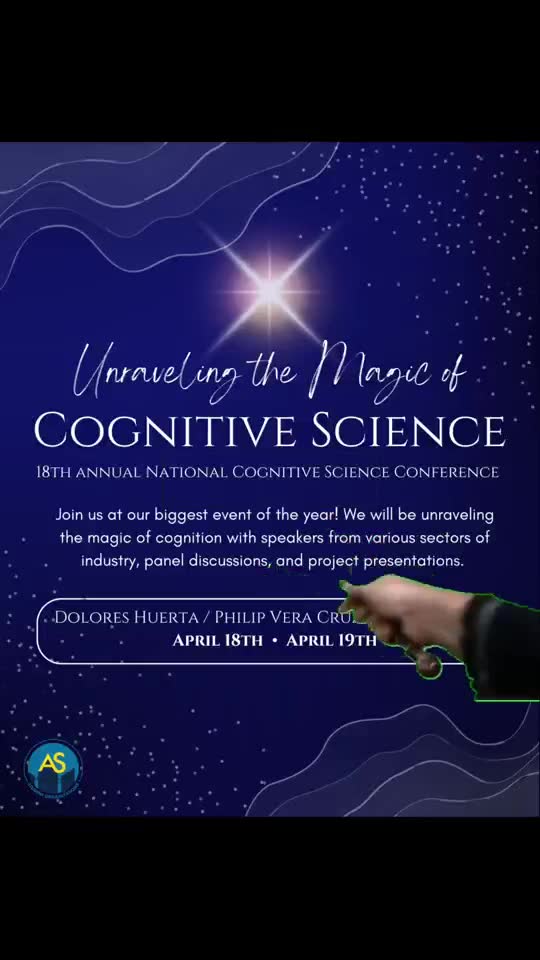 Unraveling the Magic of
COGNITIVE SCIENCE
18TH ANNUAL NATIONAL COGNITIVE SCIENCE CONFERENCE
Join us at our biggest event of the year! We will be unraveling
the magic of cognition with speakers from various sectors of
industry, panel discussions, and project presentations.
DOLORES HUERTA / PHILIP VERA
APRIL 18TH • APRIL 19TH
AS